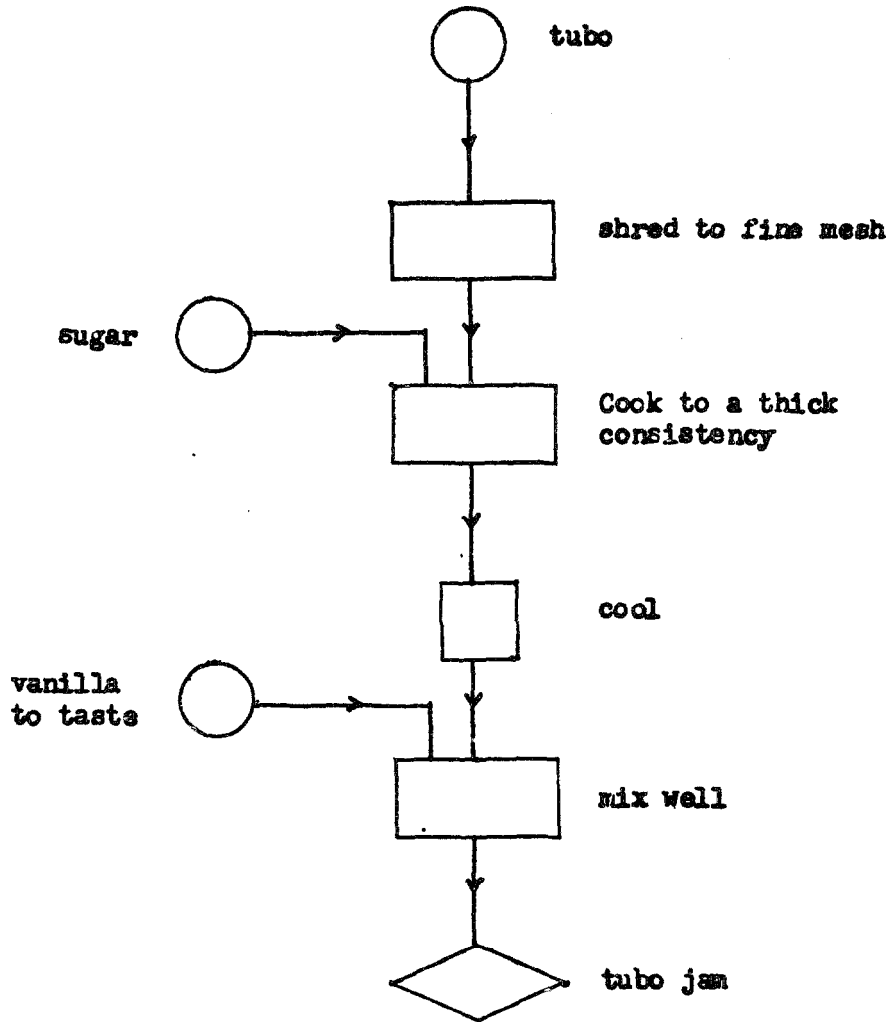 tubo
shred to fine mesh
sugar
Cook to a thick
consistency
cool
vanilla
to taste
mix well
tubo jam